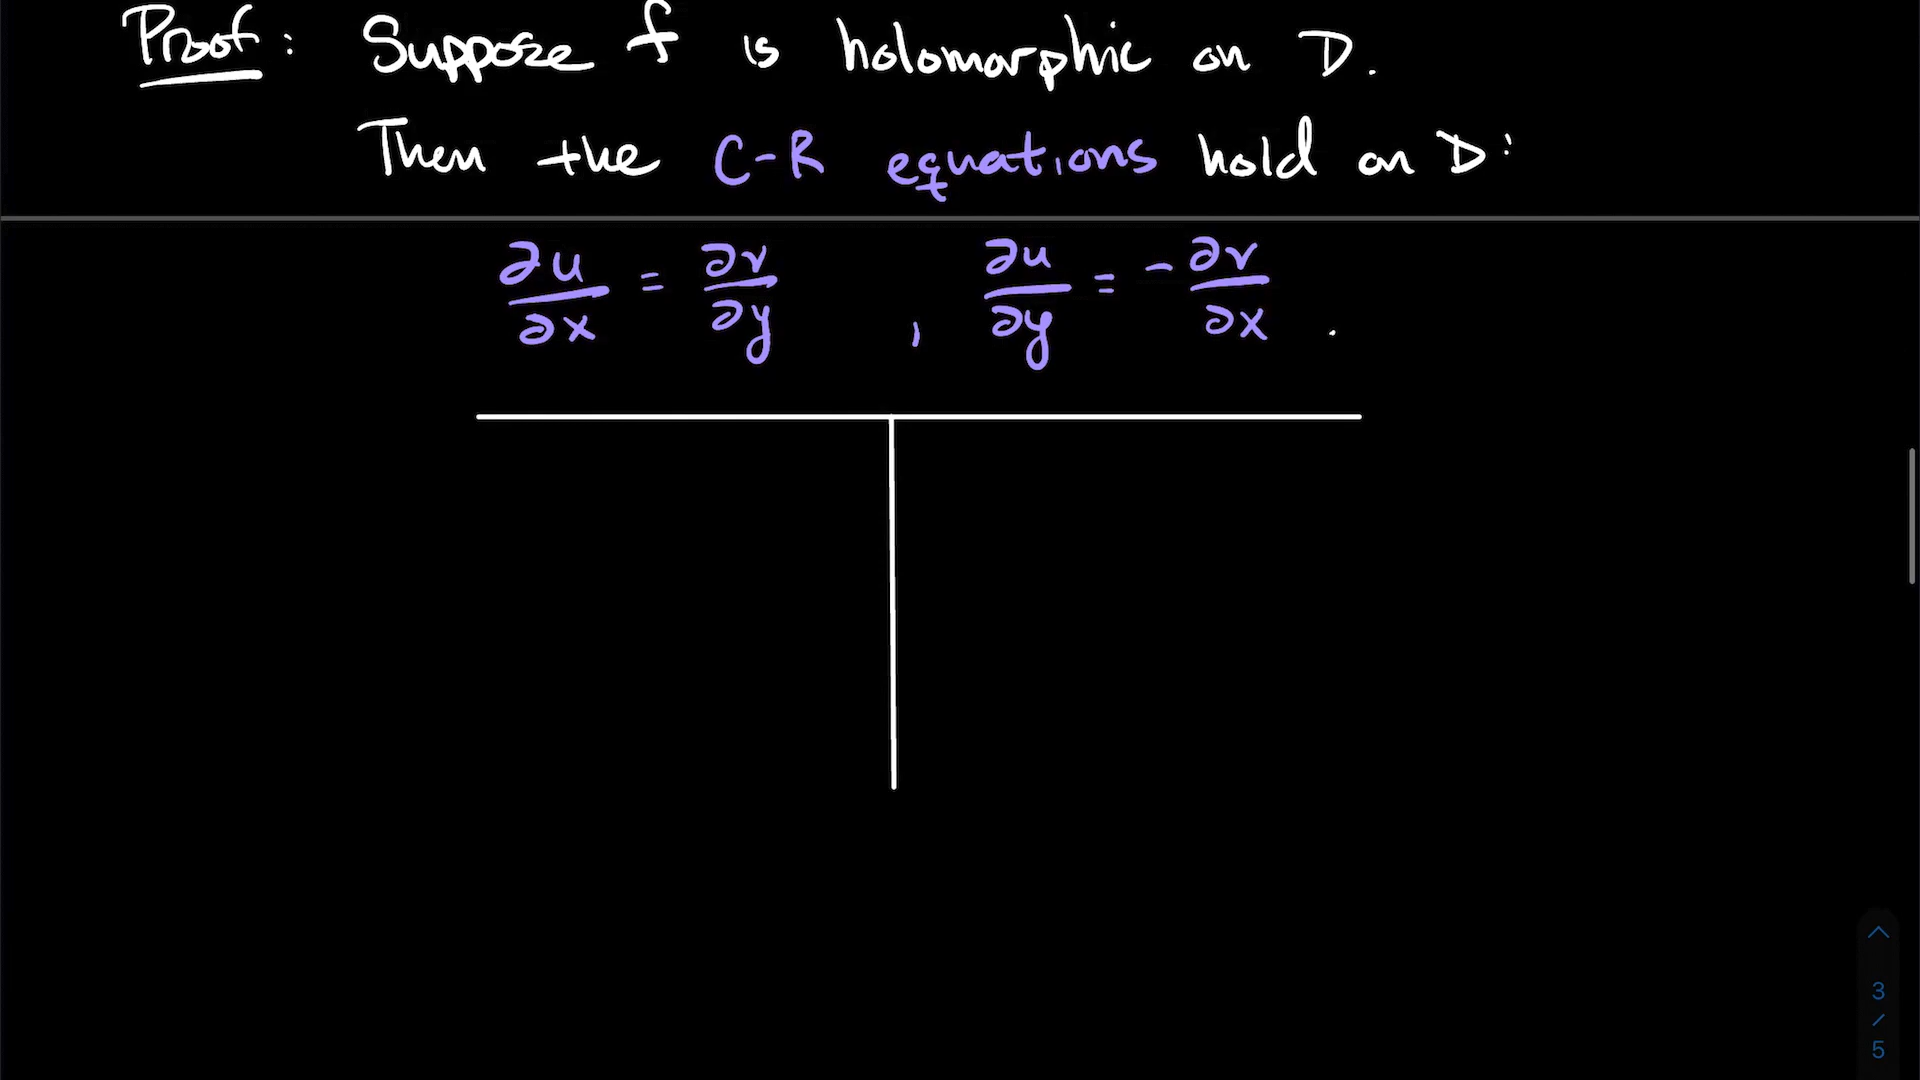 Proof: Suppose f is holomorphic on D.
Then the C-R equations hold on D:
∂u/∂x = ∂v/∂y , ∂u/∂y = -∂v/∂x .
3
/
5